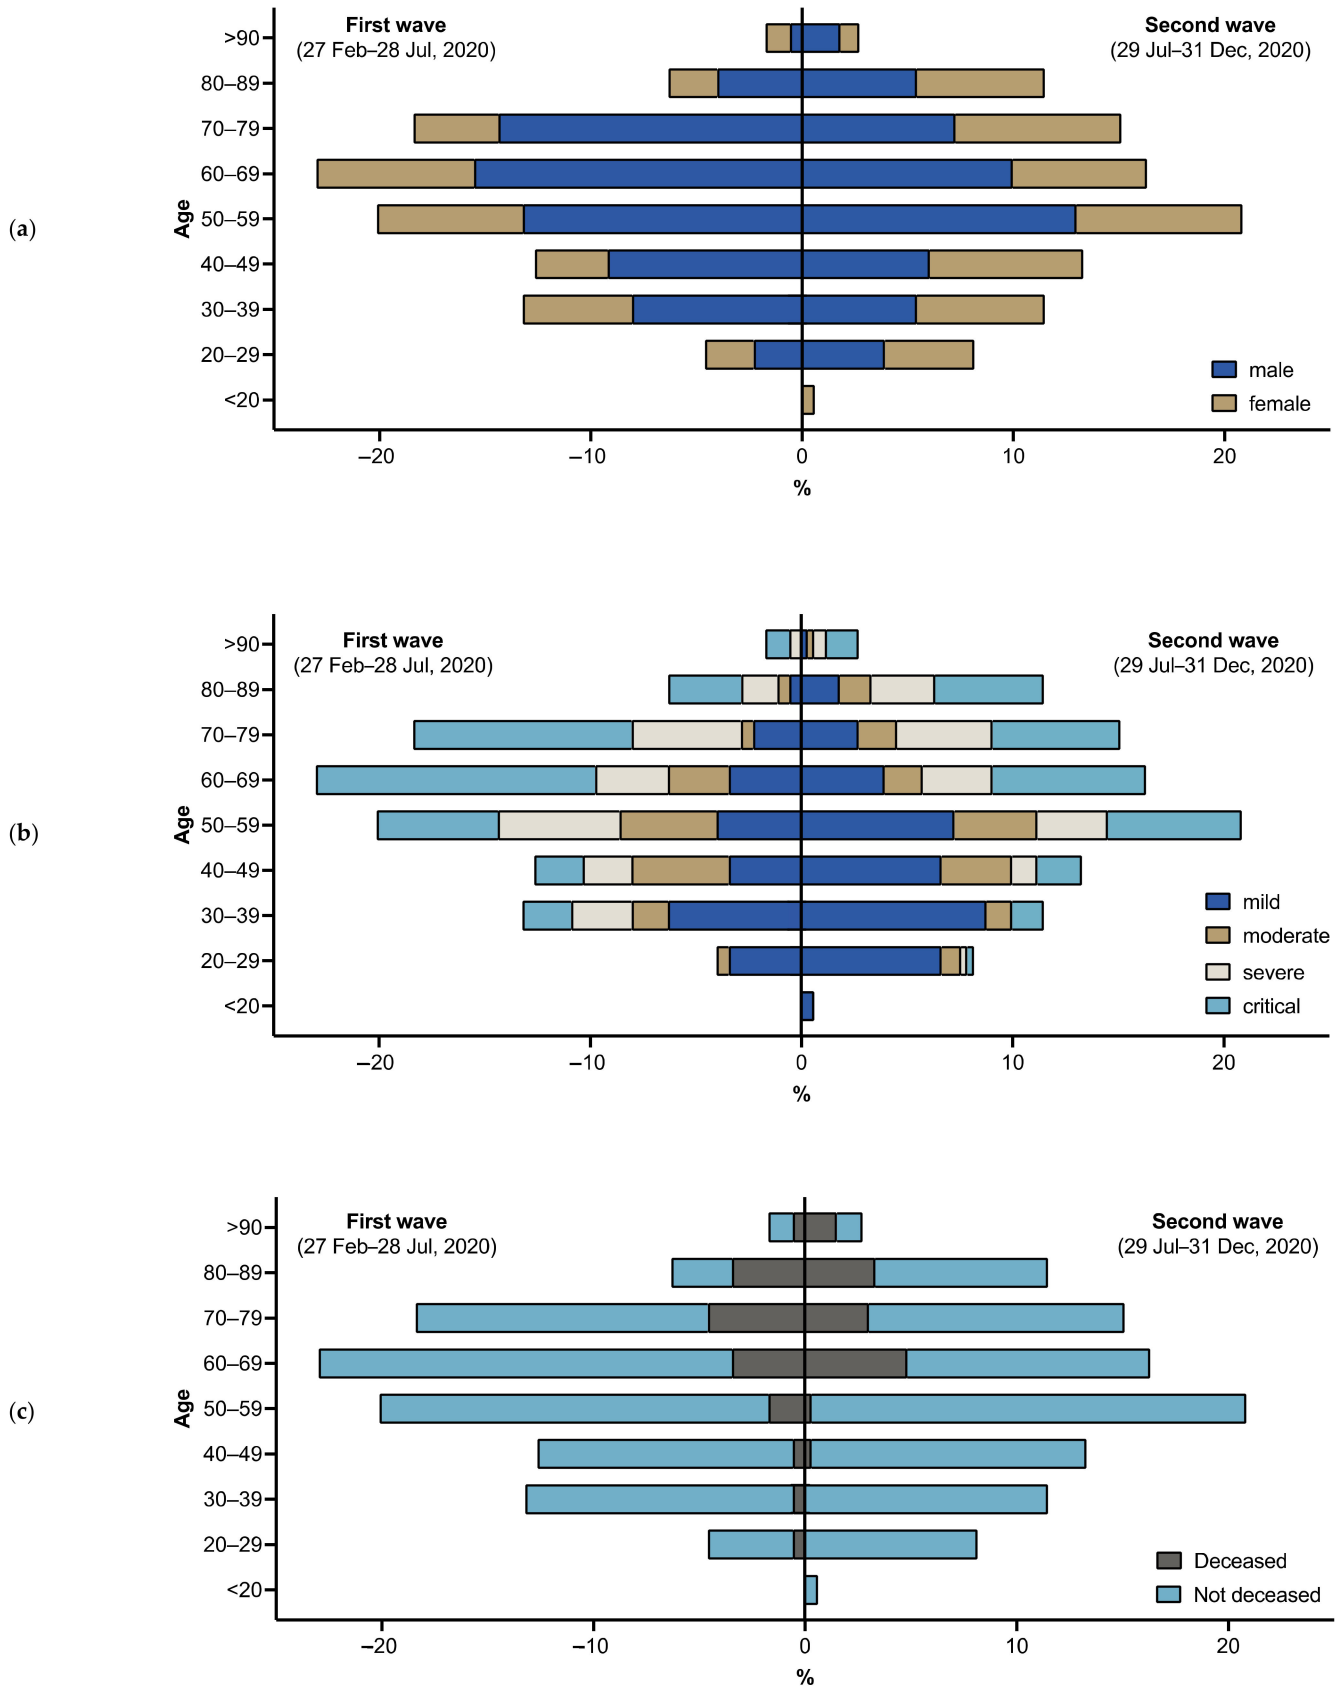 First wave
(27 Feb–28 Jul, 2020)
Second wave
(29 Jul–31 Dec, 2020)
(a)
Age
>90
80–89
70–79
60–69
50–59
40–49
30–39
20–29
<20
male
female
–20
–10
0
10
20
%
First wave
(27 Feb–28 Jul, 2020)
Second wave
(29 Jul–31 Dec, 2020)
(b)
Age
>90
80–89
70–79
60–69
50–59
40–49
30–39
20–29
<20
mild
moderate
severe
critical
–20
–10
0
10
20
%
First wave
(27 Feb–28 Jul, 2020)
Second wave
(29 Jul–31 Dec, 2020)
(c)
Age
>90
80–89
70–79
60–69
50–59
40–49
30–39
20–29
<20
Deceased
Not deceased
–20
–10
0
10
20
%